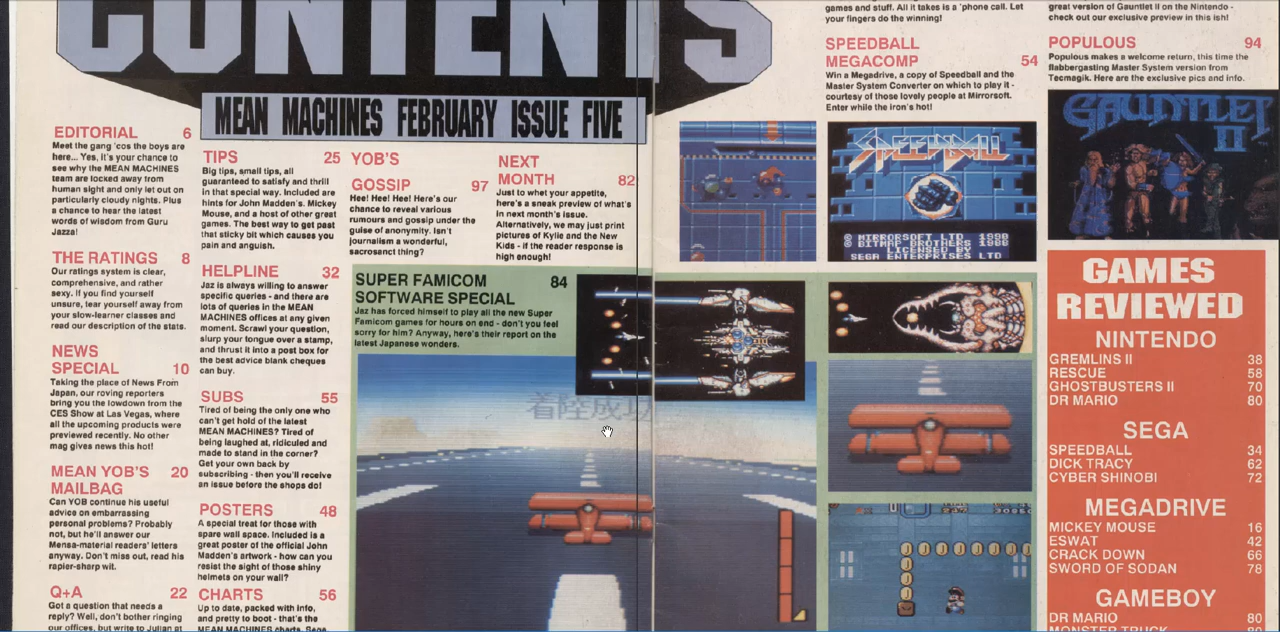 CONTENTS
MEAN MACHINES FEBRUARY ISSUE FIVE
EDITORIAL 6
Meet the gang 'cos the boys are
here... Yes, it's your chance to
see why the MEAN MACHINES
team are locked away from
human sight and only let out on
particularly cloudy nights. Plus
a chance to hear the latest
words of wisdom from Guru
Jazza!
THE RATINGS 8
Our ratings system is clear,
comprehensive, and rather
sexy. If you find yourself
unsure, tear yourself away from
your slow-learner classes and
read our description of the stats.
NEWS
SPECIAL 10
Taking the place of News From
Japan, our roving reporters
bring you the lowdown from the
CES Show at Las Vegas, where
all the upcoming products were
previewed recently. No other
mag gives news this hot!
MEAN YOB'S 20
MAILBAG
Can YOB continue his useful
advice on embarrassing
personal problems? Probably
not, but he'll answer our
Mensa-material readers' letters
anyway. Don't miss out, read his
rapier-sharp wit.
Q+A 22
Got a question that needs a
reply? Well, don't bother ringing
our offices, but write to Julian at
TIPS 25
Big tips, small tips, all
guaranteed to satisfy and thrill
in that special way. Included are
hints for John Madden's. Mickey
Mouse, and a host of other great
games. The best way to get past
that sticky bit which causes you
pain and anguish.
HELPLINE 32
Jaz is always willing to answer
specific queries - and there are
lots of queries in the MEAN
MACHINES offices at any given
moment. Scrawl your question,
slurp your tongue over a stamp,
and thrust it into a post box for
the best advice blank cheques
can buy.
SUBS 55
Tired of being the only one who
can't get hold of the latest
MEAN MACHINES? Tired of
being laughed at, ridiculed and
made to stand in the corner?
Get your own back by
subscribing - then you'll receive
an issue before the shops do!
POSTERS 48
A special treat for those with
spare wall space. Included is a
great poster of the official John
Madden's artwork - how can you
resist the sight of those shiny
helmets on your wall?
CHARTS 56
Up to date, packed with info,
and pretty to boot - that's the
MEAN MACHINES charts. Sega
YOB'S
GOSSIP 97
Hee! Hee! Hee! Here's our
chance to reveal various
rumours and gossip under the
guise of anonymity. Isn't
journalism a wonderful,
sacrosanct thing?
NEXT
MONTH 82
Just to whet your appetite,
here's a sneak preview of what's
in next month's issue.
Alternatively, we may just print
pictures of Kylie and the New
Kids - if the reader response is
high enough!
SUPER FAMICOM 84
SOFTWARE SPECIAL
Jaz has forced himself to play all the new Super
Famicom games for hours on end - don't you feel
sorry for him? Anyway, here's their report on the
latest Japanese wonders.
着陸成功
games and stuff. All it takes is a 'phone call. Let
your fingers do the winning!
SPEEDBALL
MEGACOMP 54
Win a Megadrive, a copy of Speedball and the
Master System Converter on which to play it -
courtesy of those lovely people at Mirrorsoft.
Enter while the iron's hot!
SPEEDBALL
© MIRRORSOFT LTD 1990
© BITMAP BROTHERS 1988
LICENSED BY
SEGA ENTERPRISES LTD
great version of Gauntlet II on the Nintendo -
check out our exclusive preview in this ish!
POPULOUS 94
Populous makes a welcome return, this time the
flabbergasting Master System version from
Tecmagik. Here are the exclusive pics and info.
GAUNTLET
II
GAMES
REVIEWED
NINTENDO
GREMLINS II 38
RESCUE 58
GHOSTBUSTERS II 70
DR MARIO 80
SEGA
SPEEDBALL 34
DICK TRACY 62
CYBER SHINOBI 72
MEGADRIVE
MICKEY MOUSE 16
ESWAT 42
CRACK DOWN 66
SWORD OF SODAN 78
GAMEBOY
DR MARIO 80
MONSTER TRUCK 80